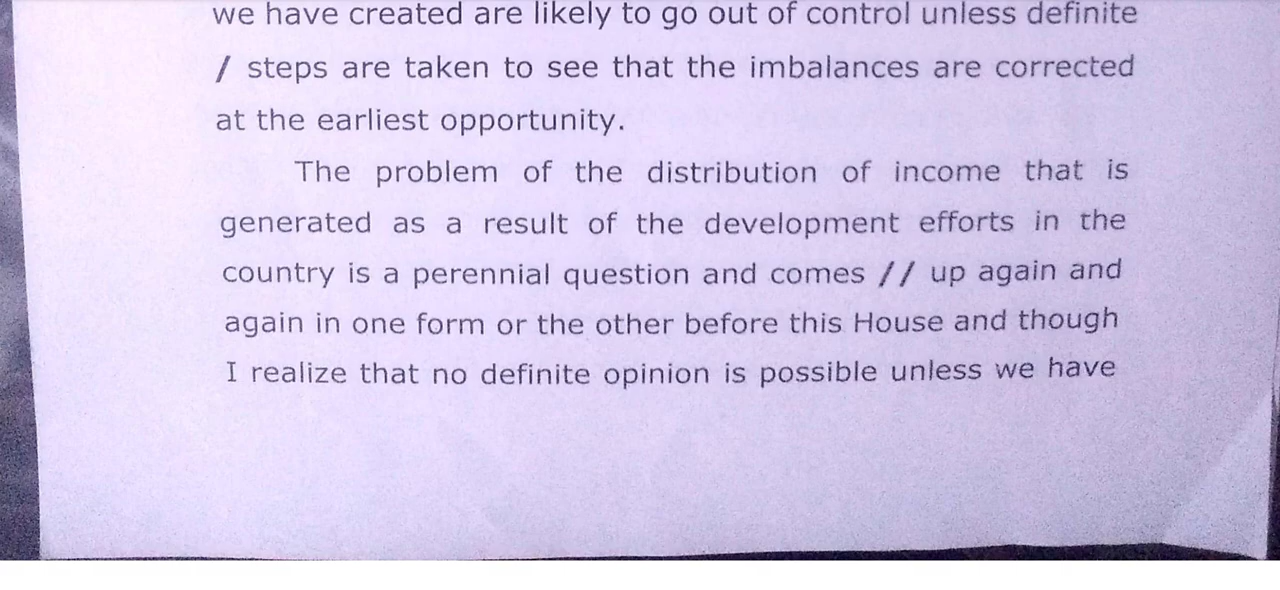 we have created are likely to go out of control unless definite
/ steps are taken to see that the imbalances are corrected
at the earliest opportunity.
The problem of the distribution of income that is
generated as a result of the development efforts in the
country is a perennial question and comes // up again and
again in one form or the other before this House and though
I realize that no definite opinion is possible unless we have